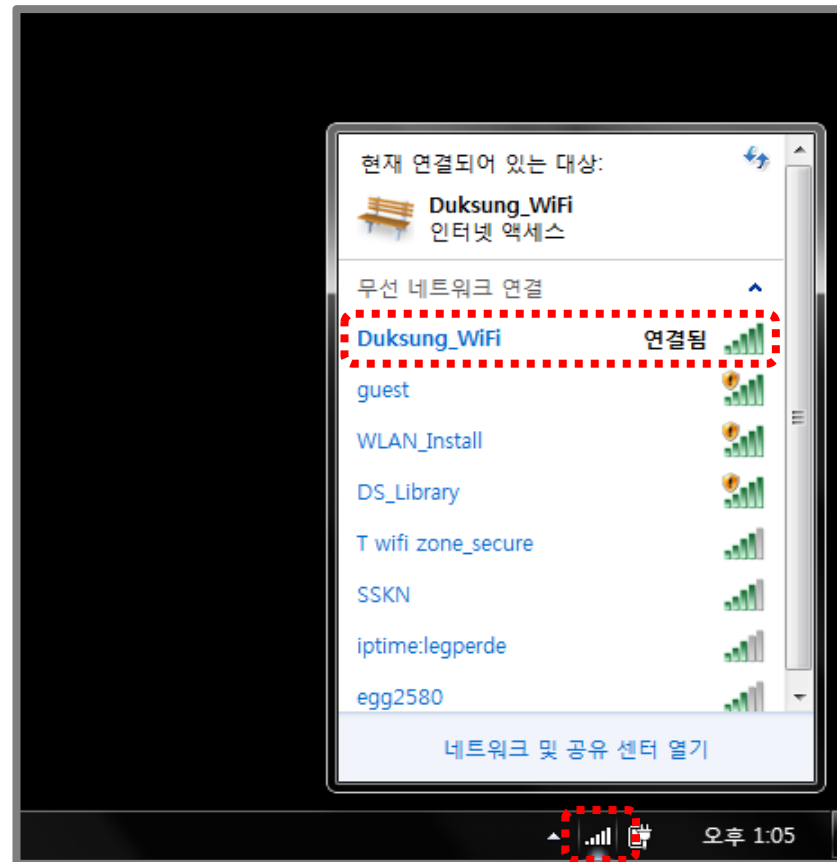 현재 연결되어 있는 대상:
Duksung_WiFi
인터넷 액세스
무선 네트워크 연결
Duksung_WiFi 연결됨
guest
WLAN_Install
DS_Library
T wifi zone_secure
SSKN
iptime:legperde
egg2580
네트워크 및 공유 센터 열기
오후 1:05